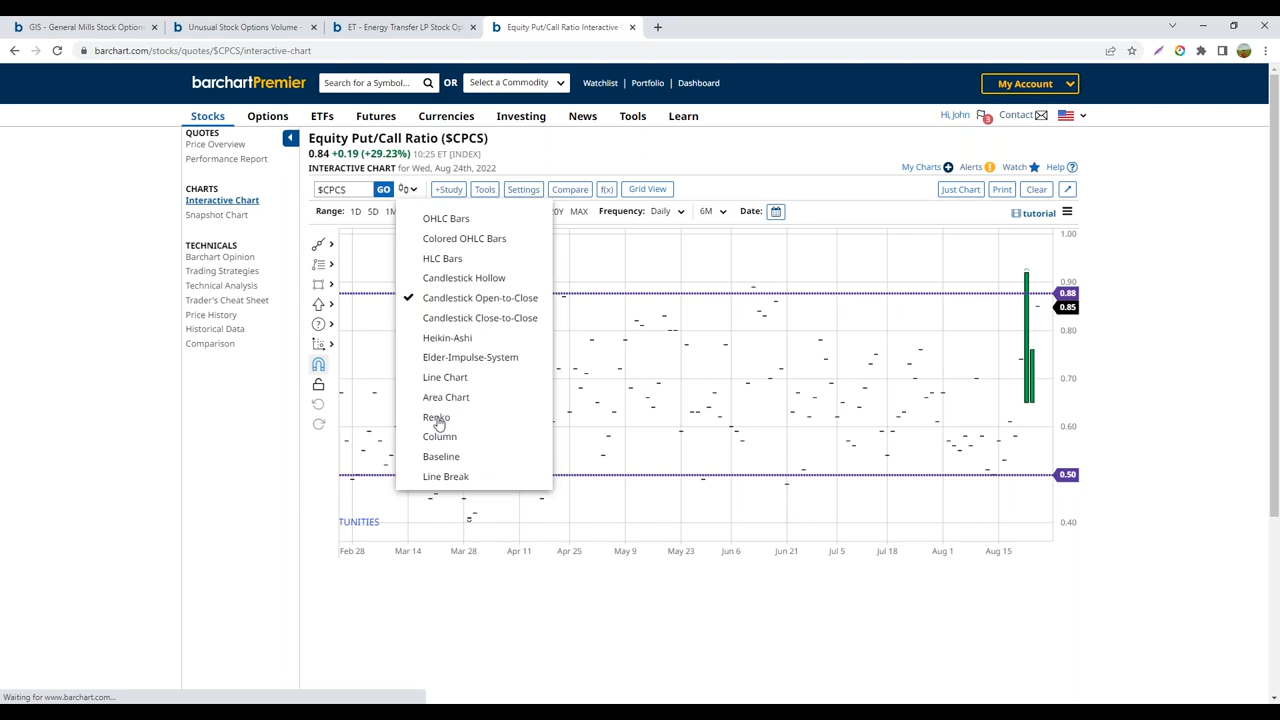 GIS - General Mills Stock Option
Unusual Stock Options Volume -
ET - Energy Transfer LP Stock Op
Equity Put/Call Ratio Interactive
barchart.com/stocks/quotes/$CPCS/interactive-chart
barchartPremier
Search for a Symbol...
OR
Select a Commodity
Watchlist | Portfolio | Dashboard
My Account
Stocks Options ETFs Futures Currencies Investing News Tools Learn
Hi, John 3 Contact
QUOTES
Price Overview
Performance Report
CHARTS
Interactive Chart
Snapshot Chart
TECHNICALS
Barchart Opinion
Trading Strategies
Technical Analysis
Trader's Cheat Sheet
Price History
Historical Data
Comparison
Equity Put/Call Ratio ($CPCS)
0.84 +0.19 (+29.23%) 10:25 ET [INDEX]
INTERACTIVE CHART for Wed, Aug 24th, 2022
My Charts Alerts Watch Help
$CPCS GO +Study Tools Settings Compare f(x) Grid View Just Chart Print Clear
Range: 1D 5D MAX Frequency: Daily 6M Date: tutorial
OHLC Bars
Colored OHLC Bars
HLC Bars
Candlestick Hollow
Candlestick Open-to-Close
Candlestick Close-to-Close
Heikin-Ashi
Elder-Impulse-System
Line Chart
Area Chart
Renko
Column
Baseline
Line Break
1.00
0.90
0.88
0.85
0.80
0.70
0.60
0.50
0.40
TUNITIES
Feb 28 Mar 14 Mar 28 Apr 11 Apr 25 May 9 May 23 Jun 6 Jun 21 Jul 5 Jul 18 Aug 1 Aug 15
Waiting for www.barchart.com...